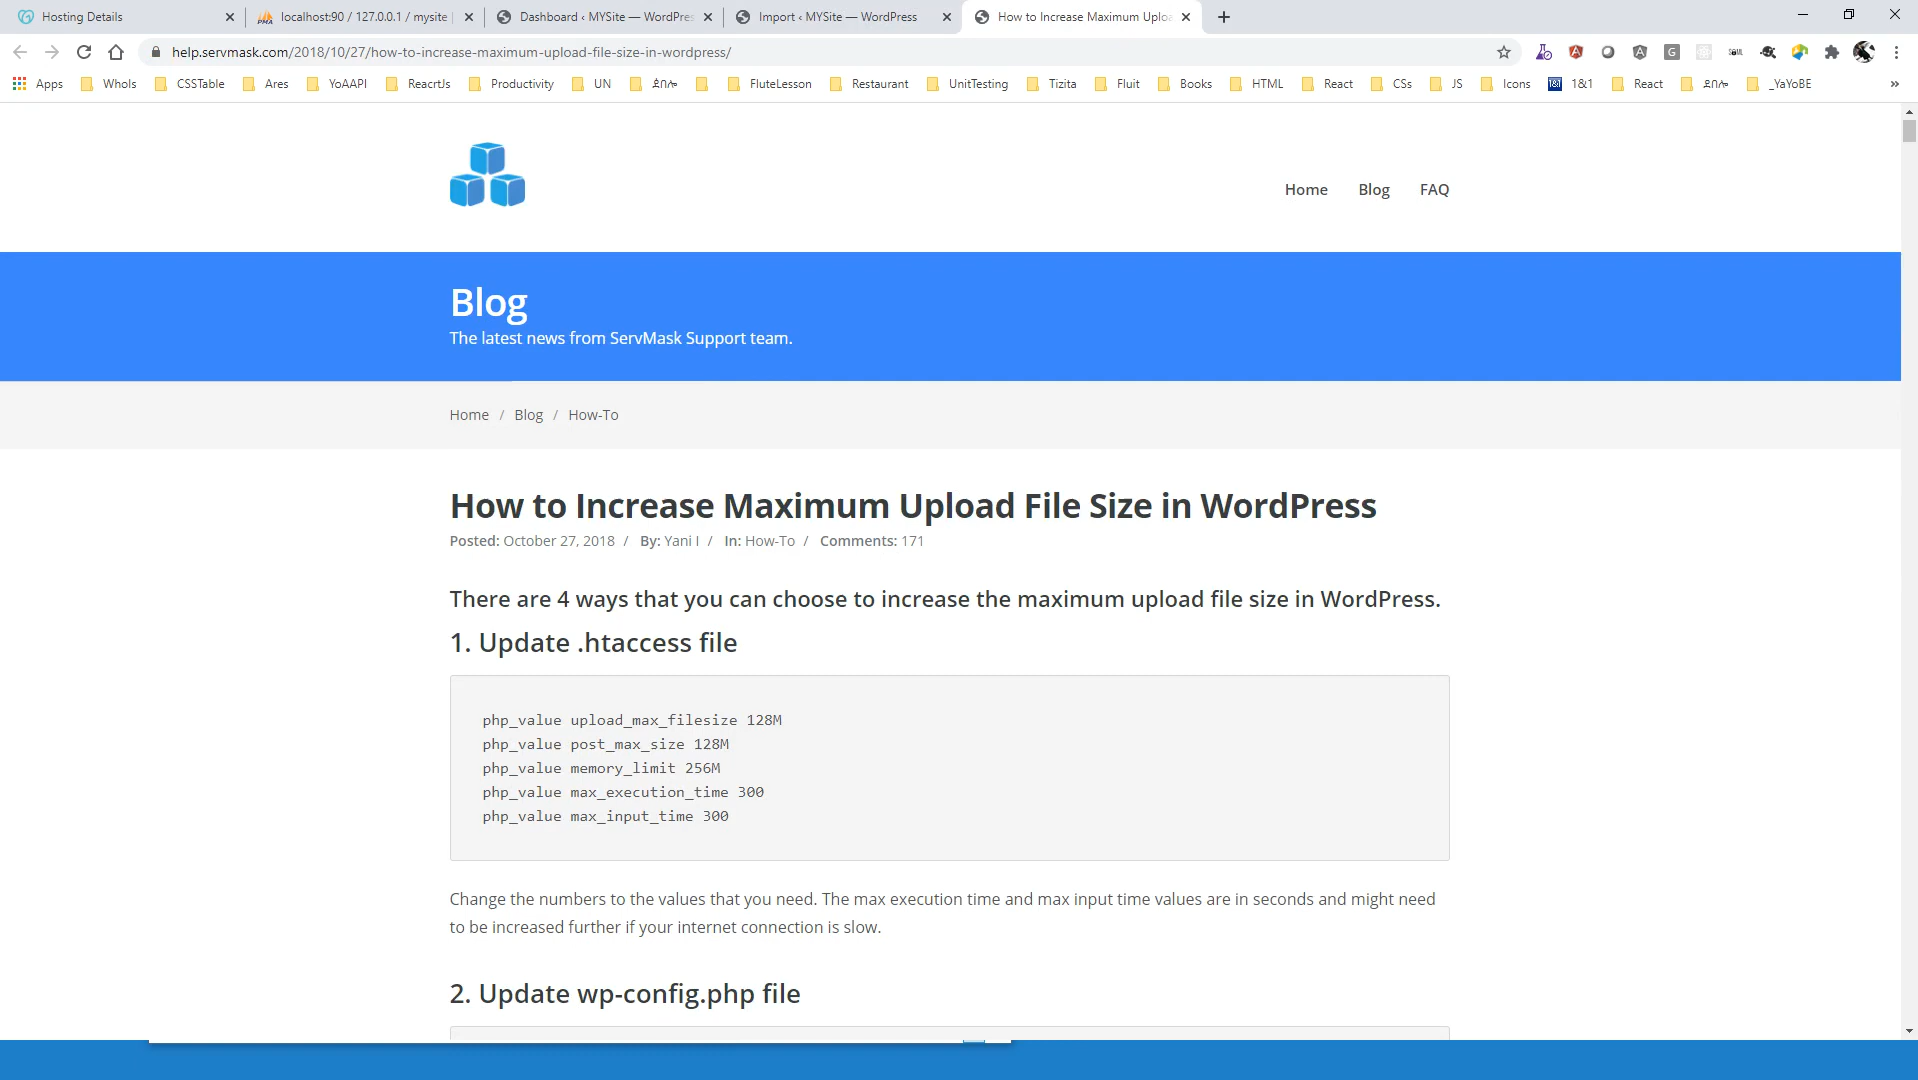 Hosting Details
localhost:90 / 127.0.0.1 / mysite
Dashboard ‹ MYSite — WordPres
Import ‹ MYSite — WordPress
How to Increase Maximum Uploa
help.servmask.com/2018/10/27/how-to-increase-maximum-upload-file-size-in-wordpress/
Apps WhoIs CSSTable Ares YoAAPI ReacrtJs Productivity UN FluteLesson Restaurant UnitTesting Tizita Fluit Books HTML React CSs JS Icons 1&1 React _YaYoBE »
Home Blog FAQ
Blog
The latest news from ServMask Support team.
Home / Blog / How-To
How to Increase Maximum Upload File Size in WordPress
Posted: October 27, 2018 / By: Yani I / In: How-To / Comments: 171
There are 4 ways that you can choose to increase the maximum upload file size in WordPress.
1. Update .htaccess file
php_value upload_max_filesize 128M
php_value post_max_size 128M
php_value memory_limit 256M
php_value max_execution_time 300
php_value max_input_time 300
Change the numbers to the values that you need. The max execution time and max input time values are in seconds and might need
to be increased further if your internet connection is slow.
2. Update wp-config.php file